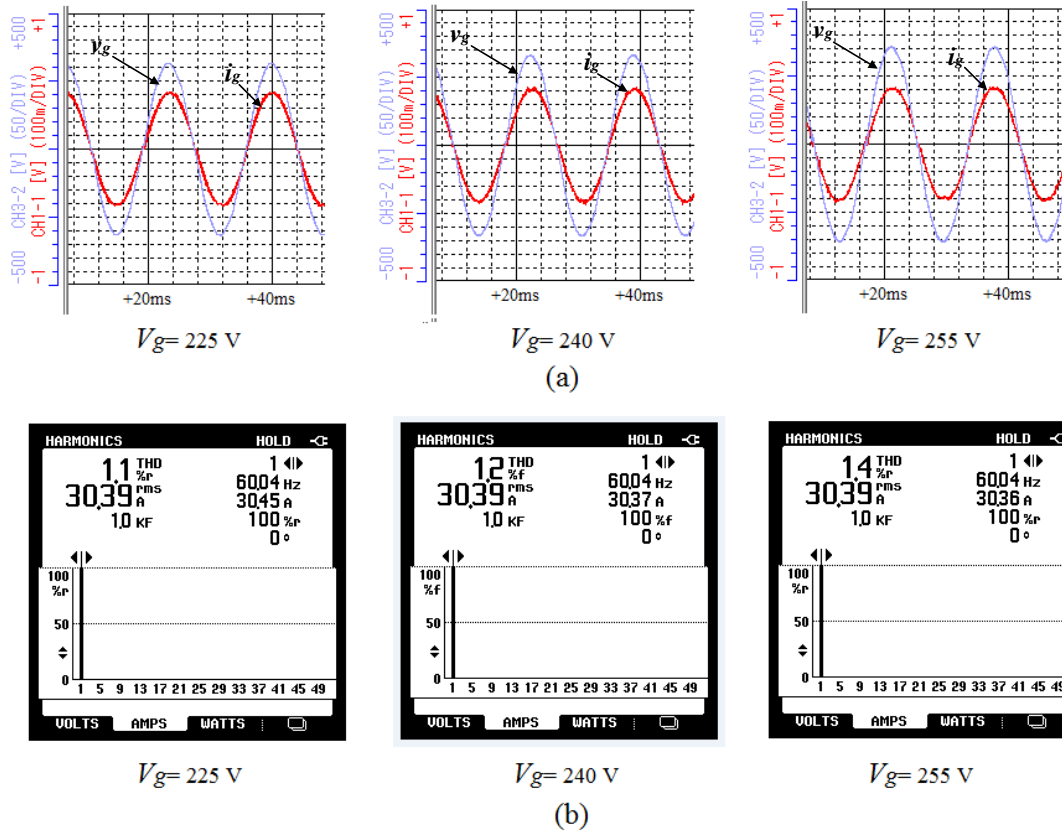 +500
+1
CH3-2 [V] (50/DIV)
CH1-1 [V] (100m/DIV)
-500
-1
vg
ig
+20ms
+40ms
Vg= 225 V
+500
+1
CH3-2 [V] (50/DIV)
CH1-1 [V] (100m/DIV)
-500
-1
vg
ig
+20ms
+40ms
Vg= 240 V
+500
+1
CH3-2 [V] (50/DIV)
CH1-1 [V] (100m/DIV)
-500
-1
vg
ig
+20ms
+40ms
Vg= 255 V
(a)
HARMONICS HOLD
1.1 THD %r
30.39 rms A
1.0 KF
1
60.04 Hz
30.45 A
100 %r
0 °
100
%r
50
0
1 5 9 13 17 21 25 29 33 37 41 45 49
VOLTS AMPS WATTS
Vg= 225 V
HARMONICS HOLD
1.2 THD %f
30.39 rms A
1.0 KF
1
60.04 Hz
30.37 A
100 %f
0 °
100
%f
50
0
1 5 9 13 17 21 25 29 33 37 41 45 49
VOLTS AMPS WATTS
Vg= 240 V
HARMONICS HOLD
1.4 THD %r
30.39 rms A
1.0 KF
1
60.04 Hz
30.36 A
100 %r
0 °
100
%r
50
0
1 5 9 13 17 21 25 29 33 37 41 45 49
VOLTS AMPS WATTS
Vg= 255 V
(b)